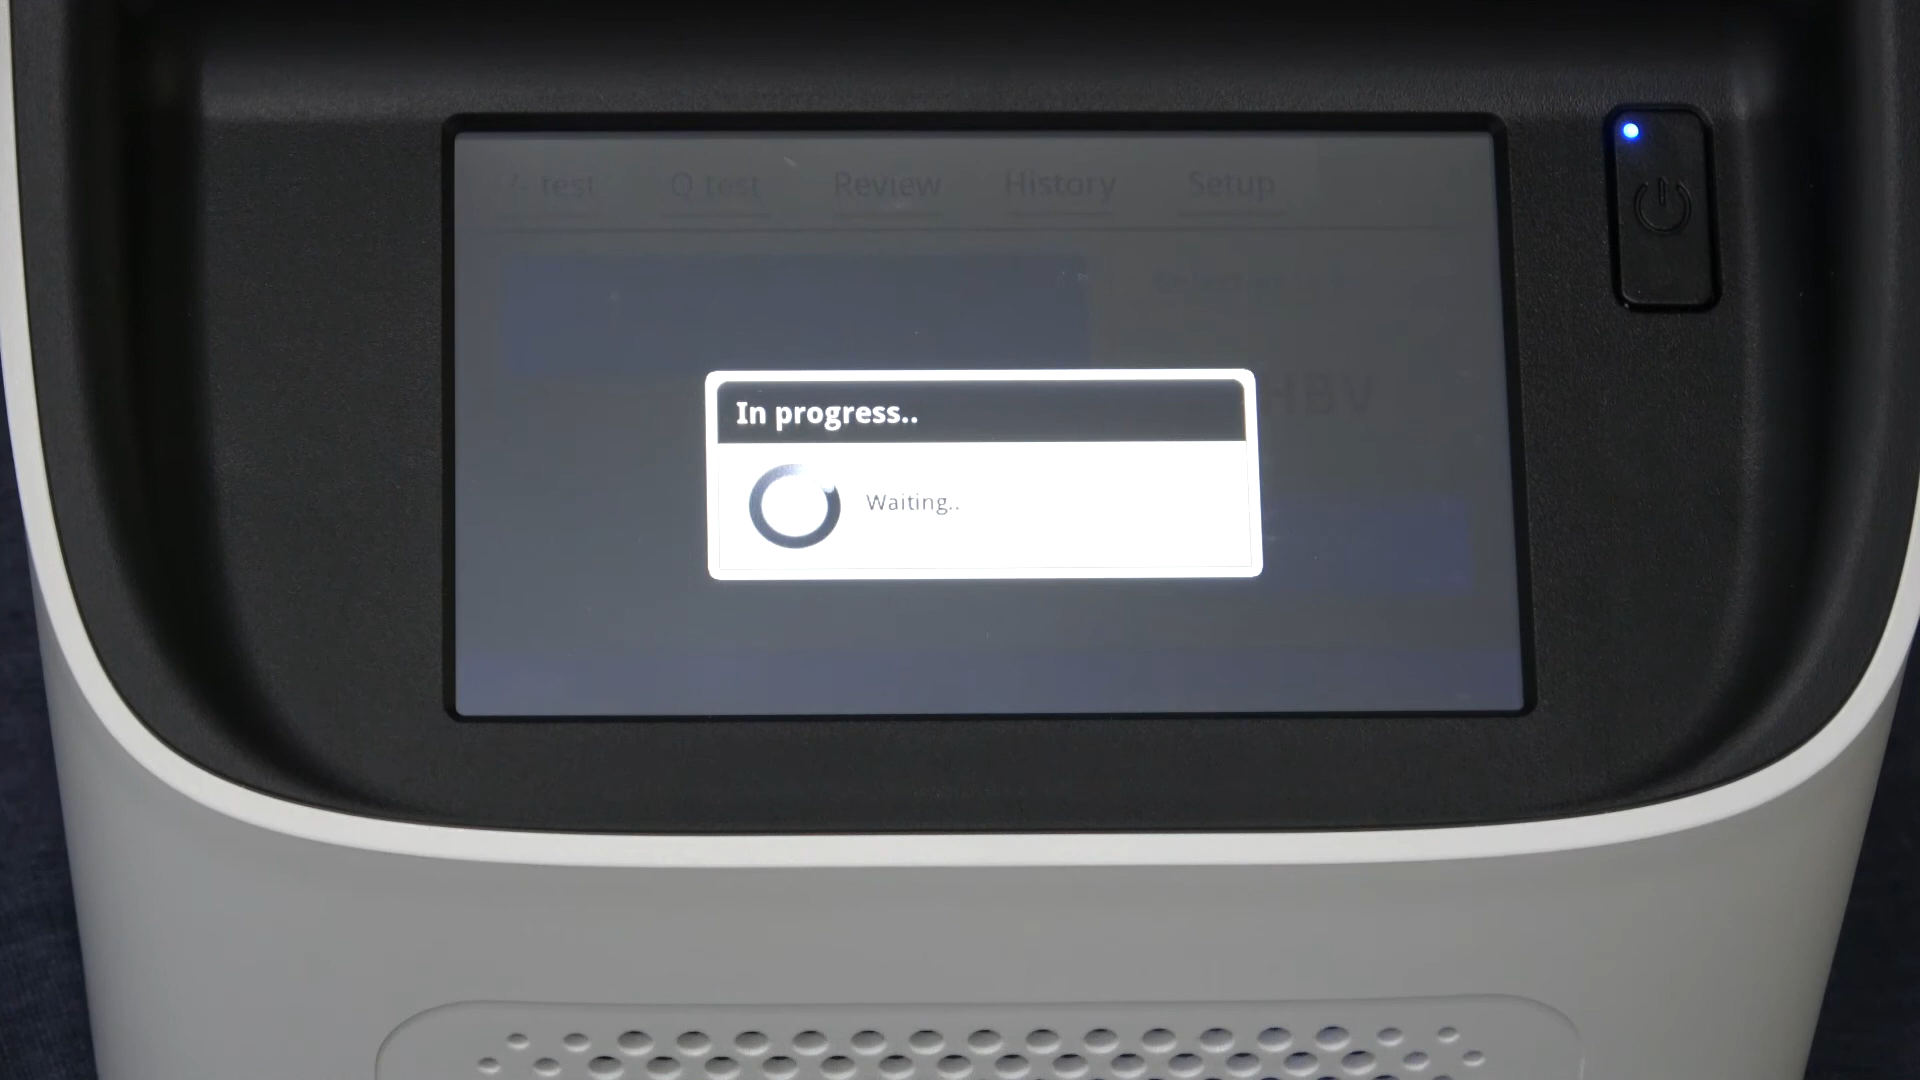 test
Q test
Review
History
Setup
HBV
In progress..
Waiting..